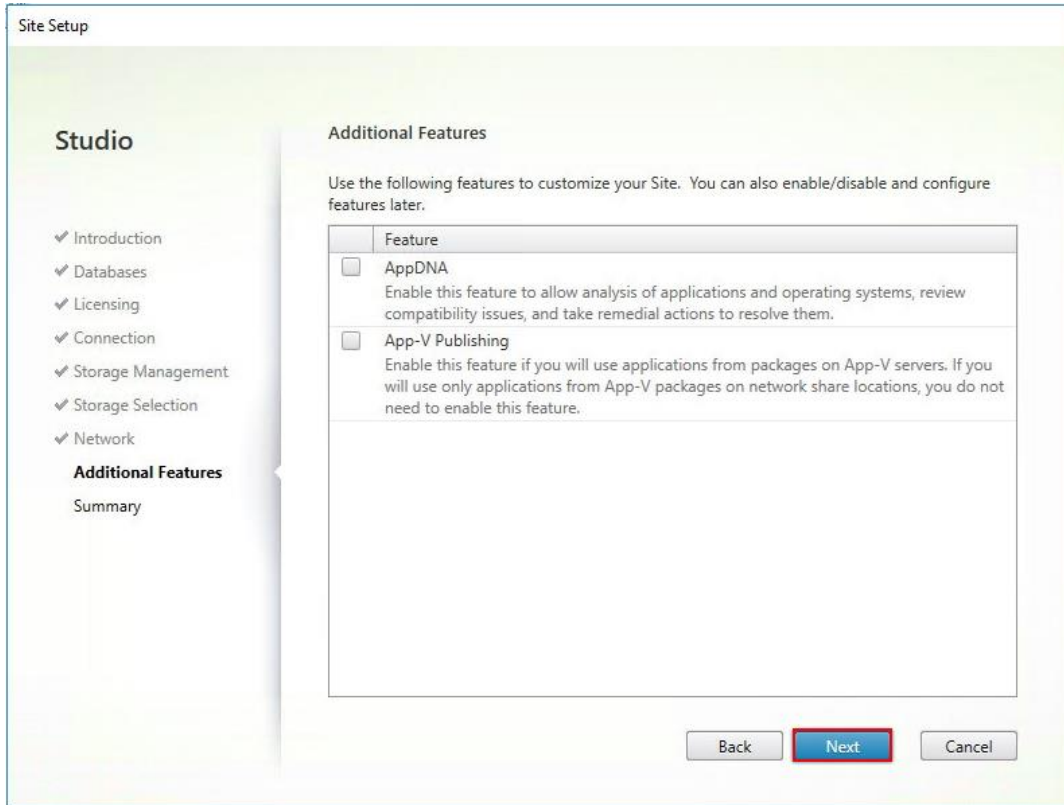 Site Setup
Studio
Introduction
Databases
Licensing
Connection
Storage Management
Storage Selection
Network
Additional Features
Summary
Additional Features
Use the following features to customize your Site. You can also enable/disable and configure
features later.
Feature
AppDNA
Enable this feature to allow analysis of applications and operating systems, review
compatibility issues, and take remedial actions to resolve them.
App-V Publishing
Enable this feature if you will use applications from packages on App-V servers. If you
will use only applications from App-V packages on network share locations, you do not
need to enable this feature.
Back
Next
Cancel